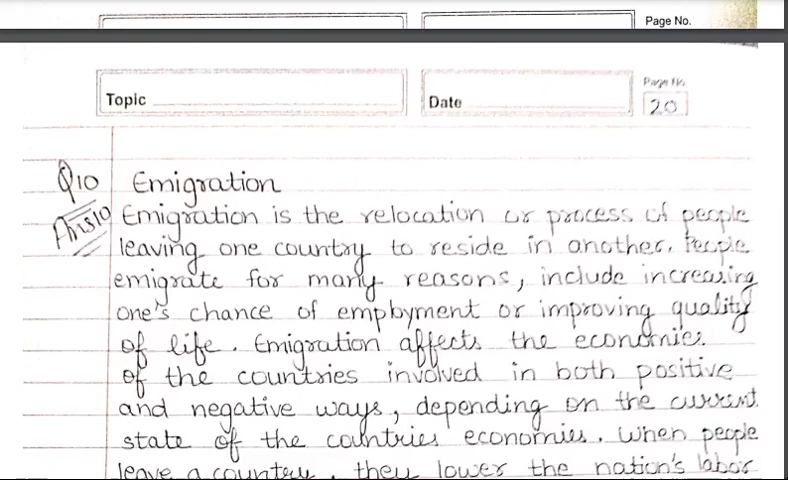 Page No.
Page No.
Topic
Date
20
Q10 Emigration
Ans10 Emigration is the relocation or process of people
leaving one country to reside in another. People
emigrate for many reasons, include increasing
one's chance of employment or improving quality
of life. Emigration affects the economies
of the countries involved in both positive
and negative ways, depending on the current
state of the countries economies. When people
leave a country, they lower the nation's labor